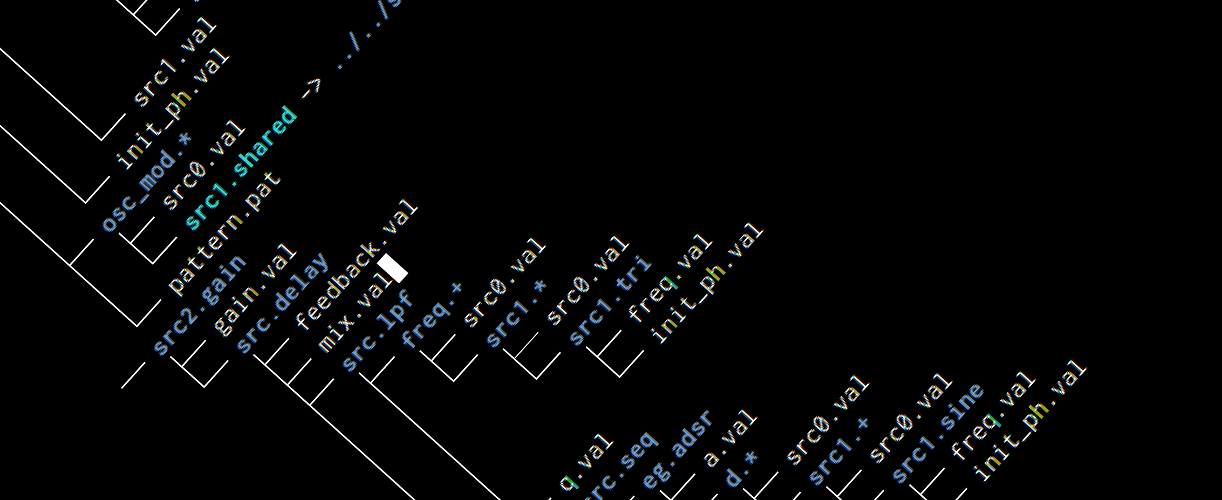 src1.val
init_ph.val
osc_mod.*
src0.val
src1.shared -> ../../
pattern.pat
src2.gain
gain.val
src.delay
feedback.val
mix.val
src.lpf
freq.+
src0.val
src1.*
src0.val
src1.tri
freq.val
init_ph.val
q.val
src.seq
eg.adsr
a.val
d.*
src0.val
src1.+
src0.val
src1.sine
freq.val
init_ph.val